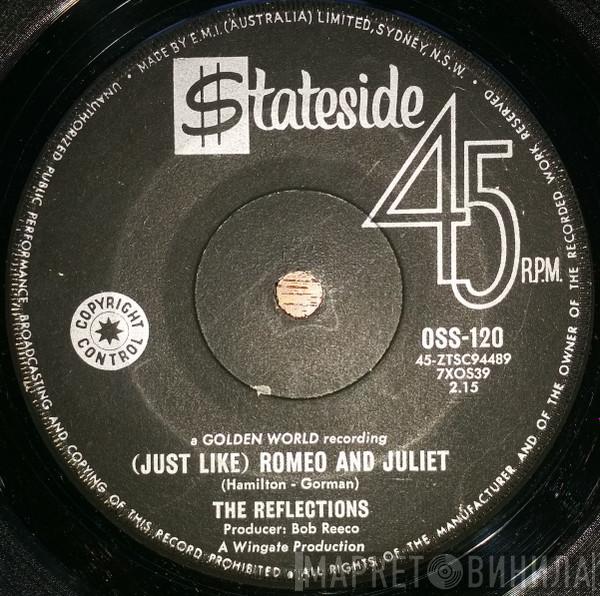 MADE BY E.M.I. (AUSTRALIA) LIMITED, SYDNEY, N.S.W.
$tateside
45 R.P.M.
COPYRIGHT CONTROL
OSS-120
45-ZTSC94489
7XOS39
2.15
a GOLDEN WORLD recording
(JUST LIKE) ROMEO AND JULIET
(Hamilton - Gorman)
THE REFLECTIONS
Producer: Bob Reeco
A Wingate Production
UNAUTHORIZED PUBLIC PERFORMANCE, BROADCASTING AND COPYING OF THIS RECORD PROHIBITED • ALL RIGHTS OF THE MANUFACTURER AND OF THE OWNER OF THE RECORDED WORK RESERVED
МАРКЕТ ВИНИЛА